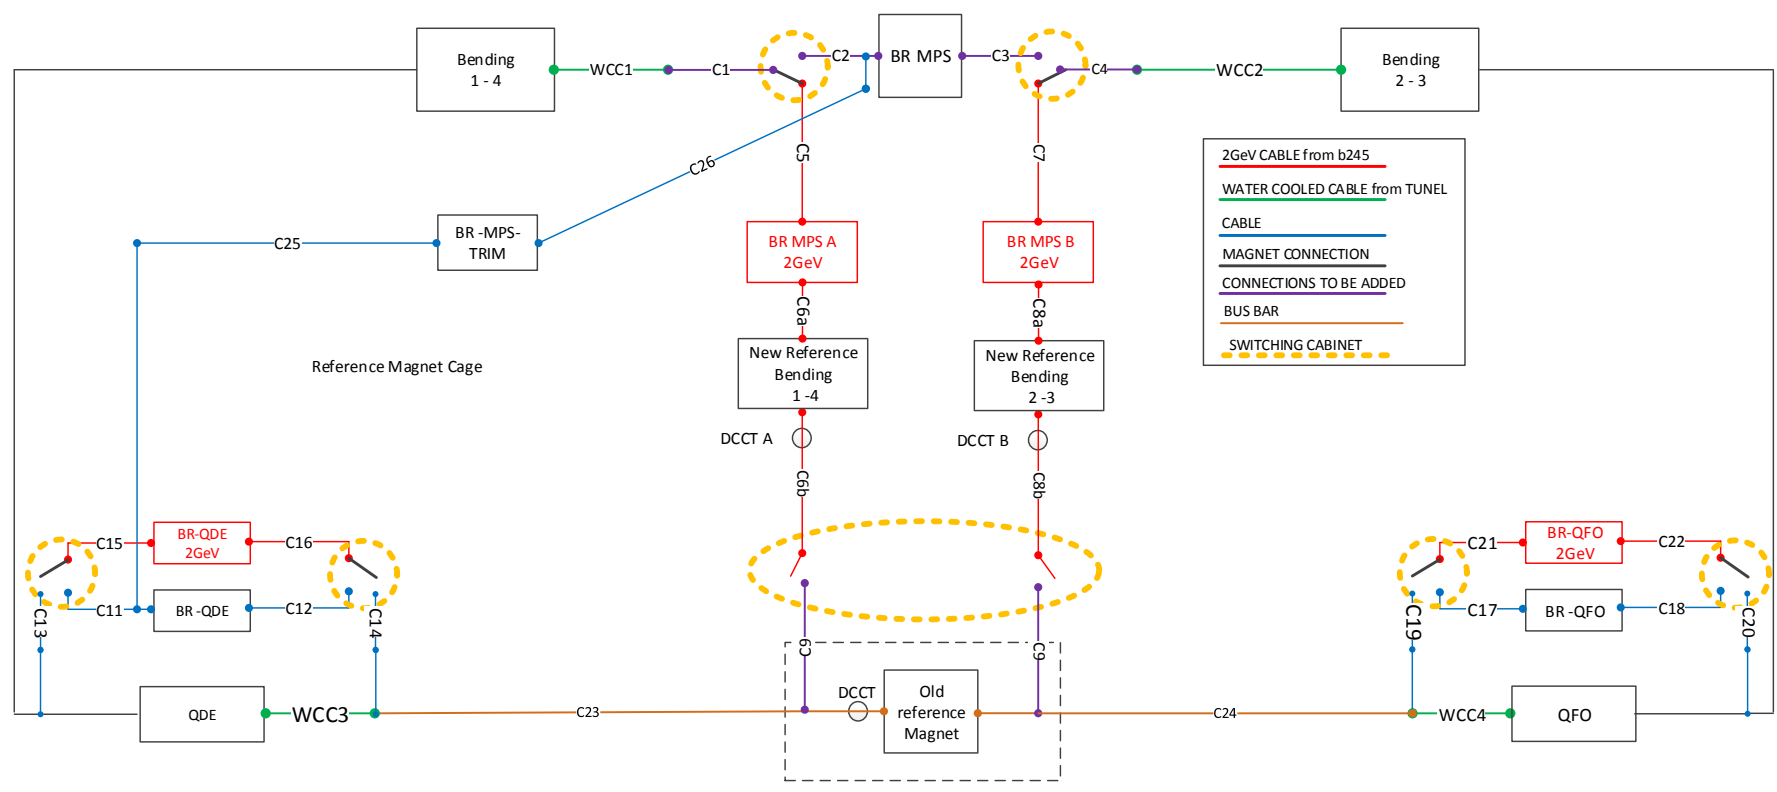 Bending
1 - 4
WCC1
C1
C2
BR MPS
C3
C4
WCC2
Bending
2 - 3
C5
C7
C26
2GeV CABLE from b245
WATER COOLED CABLE from TUNEL
CABLE
MAGNET CONNECTION
CONNECTIONS TO BE ADDED
BUS BAR
SWITCHING CABINET
C25
BR -MPS-
TRIM
BR MPS A
2GeV
BR MPS B
2GeV
C6a
C8a
Reference Magnet Cage
New Reference
Bending
1 -4
New Reference
Bending
2 -3
DCCT A
DCCT B
C6b
C8b
C15
BR-QDE
2GeV
C16
C21
BR-QFO
2GeV
C22
C11
BR -QDE
C12
C17
BR -QFO
C18
C13
C14
C19
C20
C9
C9
QDE
WCC3
C23
DCCT
Old
reference
Magnet
C24
WCC4
QFO